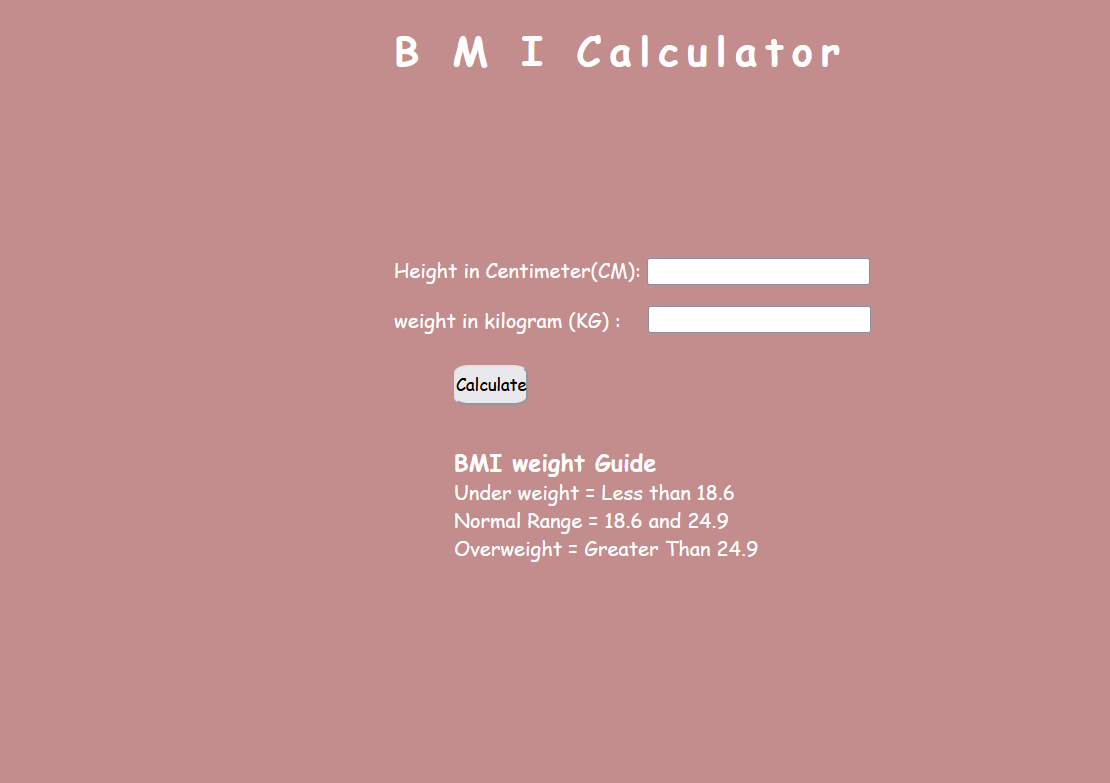 B M I Calculator
Height in Centimeter(CM):
weight in kilogram (KG) :
Calculate
BMI weight Guide
Under weight = Less than 18.6
Normal Range = 18.6 and 24.9
Overweight = Greater Than 24.9